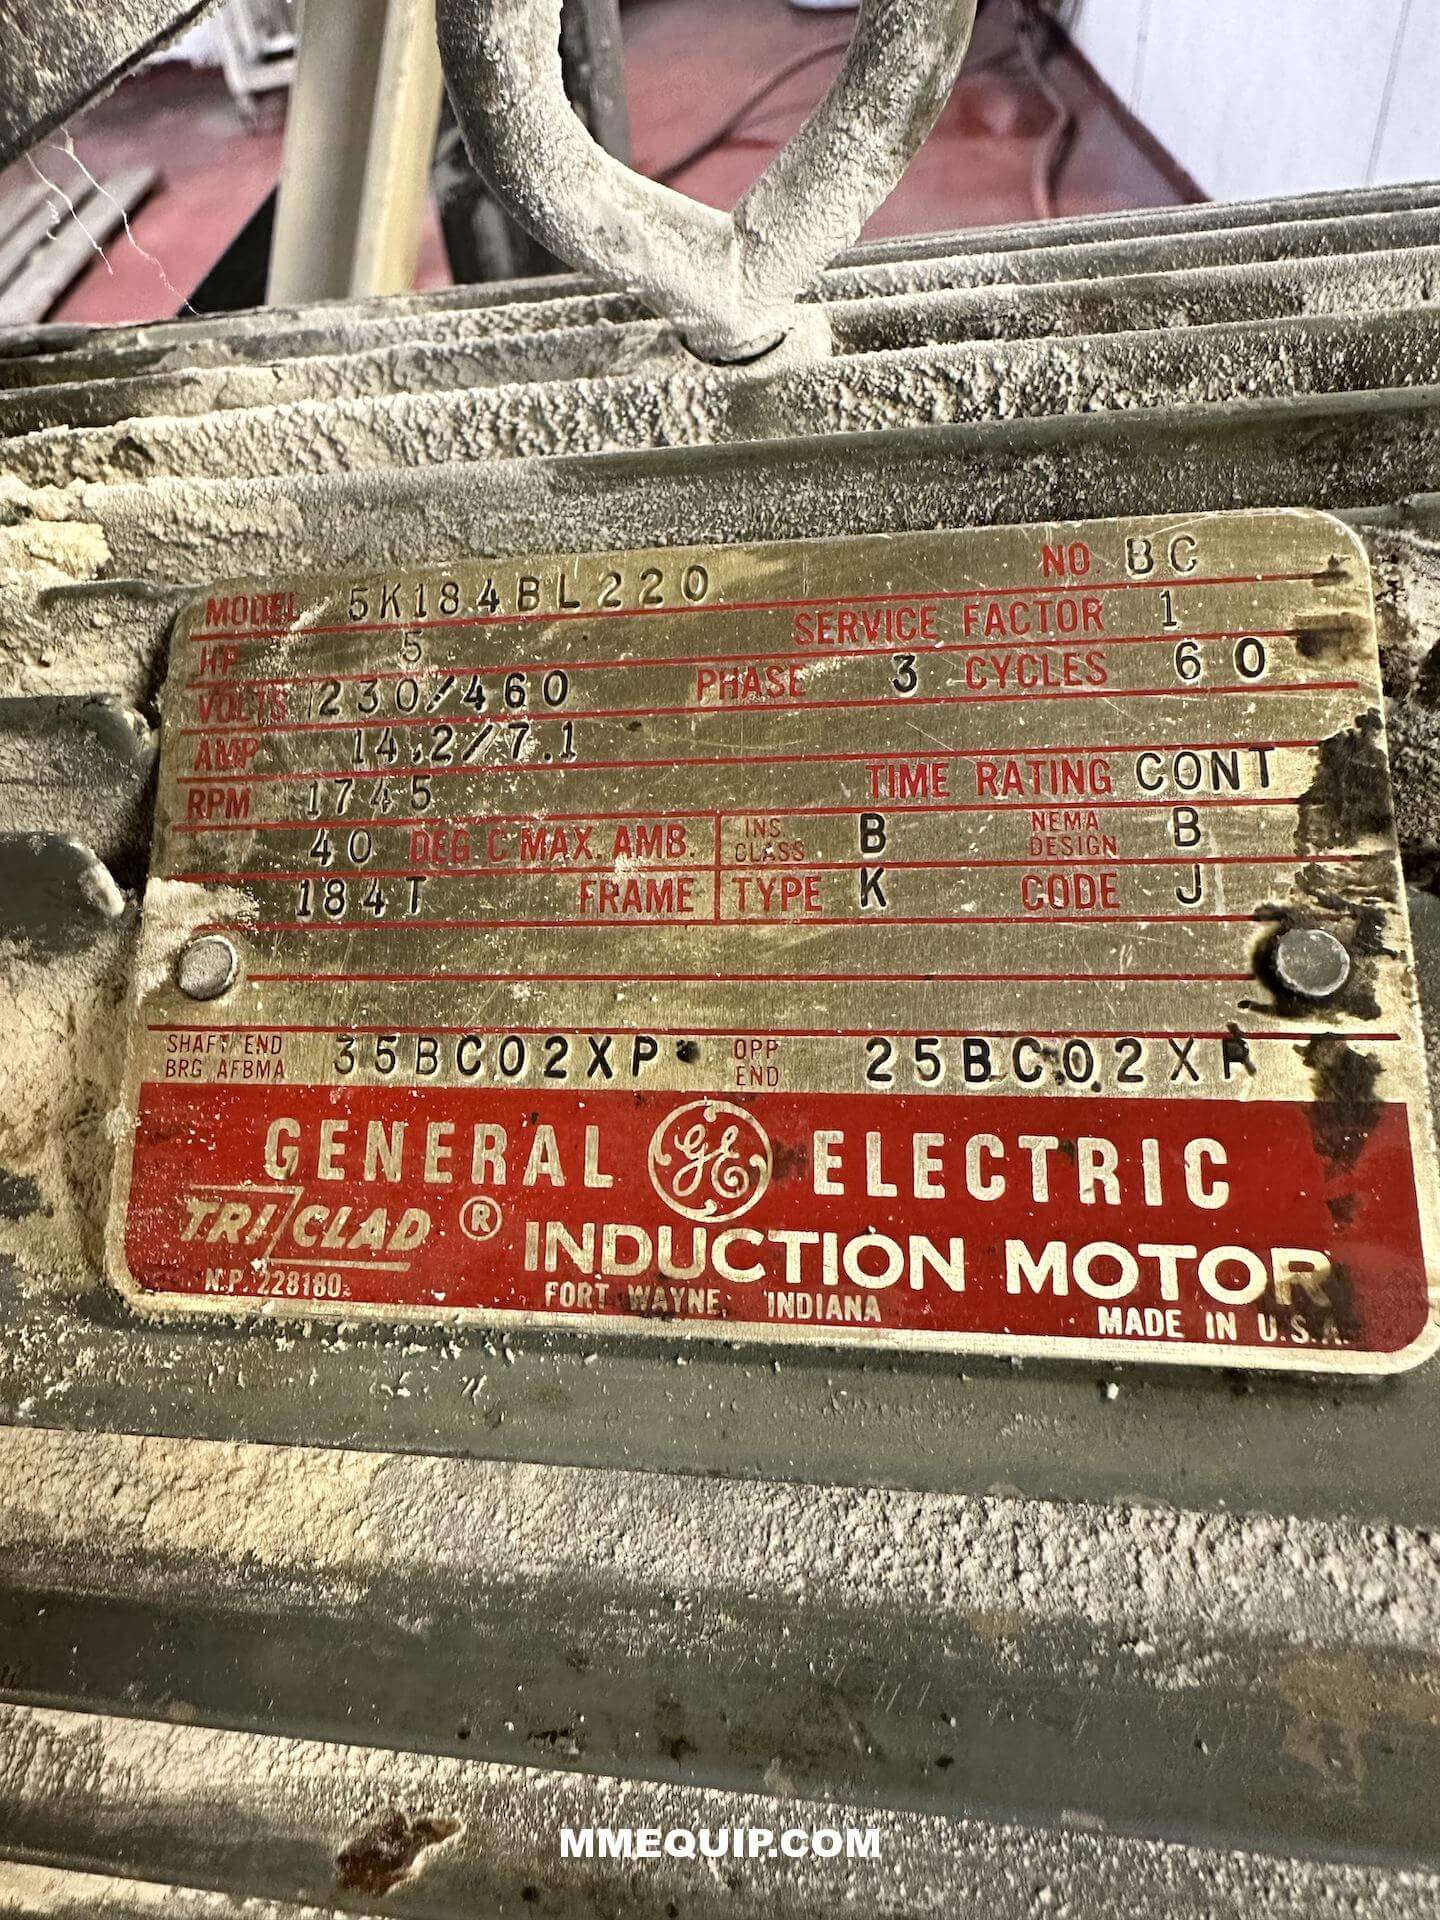 MODEL 5K184BL220 NO. BC
HP 5 SERVICE FACTOR 1
VOLTS 230/460 PHASE 3 CYCLES 60
AMP 14.2/7.1
RPM 1745 TIME RATING CONT
40 DEG. C MAX. AMB. INS. CLASS B NEMA DESIGN B
184T FRAME TYPE K CODE J
SHAFT END BRG AFBMA 35BC02XP OPP END 25BC02XP
GENERAL GE ELECTRIC
TRI/CLAD ® INDUCTION MOTOR
N.P. 228180 FORT WAYNE, INDIANA MADE IN U.S.A.
MMEQUIP.COM